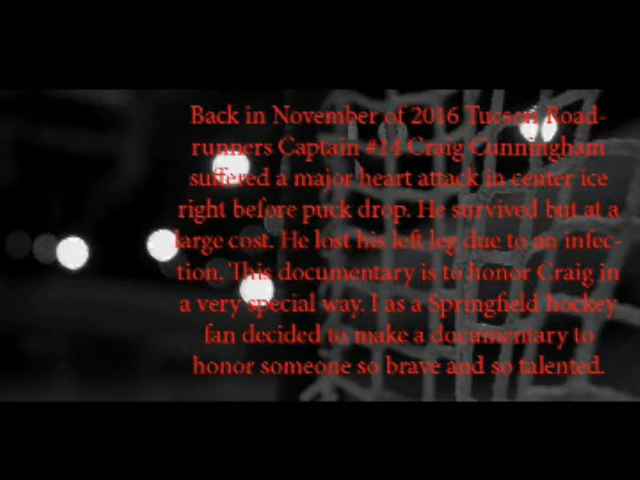 Back in November of 2016 Tucson Road-
runners Captain #14 Craig Cunningham
suffered a major heart attack in center ice
right before puck drop. He survived but at a
large cost. He lost his left leg due to an infec-
tion. This documentary is to honor Craig in
a very special way. I as a Springfield hockey
fan decided to make a documentary to
honor someone so brave and so talented.